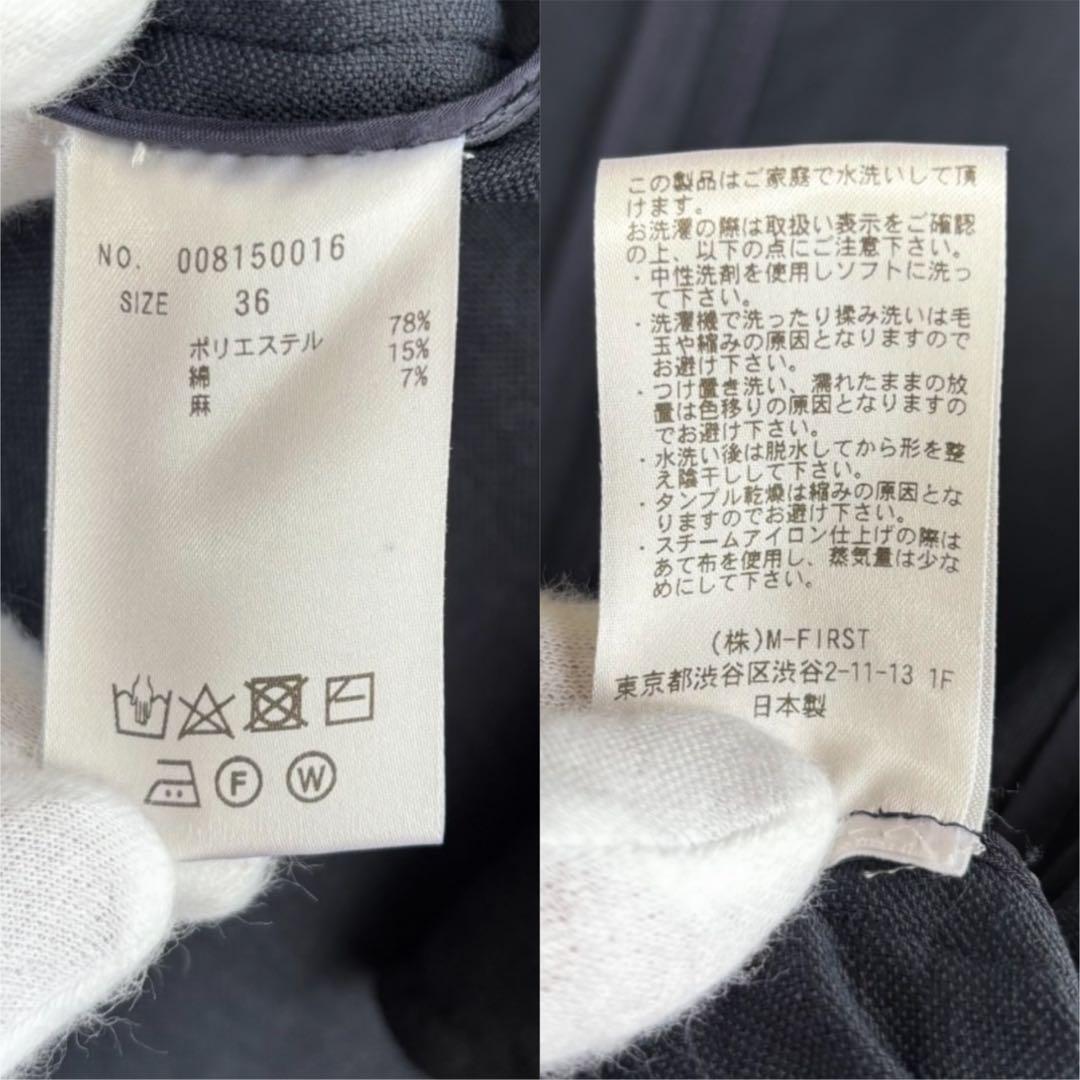 NO. 008150016
SIZE 36
ポリエステル 78%
綿 15%
麻 7%
F W
この製品はご家庭で水洗いして頂
けます。
お洗濯の際は取扱い表示をご確認
の上、以下の点にご注意下さい。
・中性洗剤を使用しソフトに洗っ
て下さい。
・洗濯機で洗ったり揉み洗いは毛
玉や縮みの原因となりますので
お避け下さい。
・つけ置き洗い、濡れたままの放
置は色移りの原因となりますの
でお避け下さい。
・水洗い後は脱水してから形を整
え陰干しして下さい。
・タンブル乾燥は縮みの原因とな
りますのでお避け下さい。
・スチームアイロン仕上げの際は
あて布を使用し、蒸気量は少な
めにして下さい。
(株)M-FIRST
東京都渋谷区渋谷2-11-13 1F
日本製